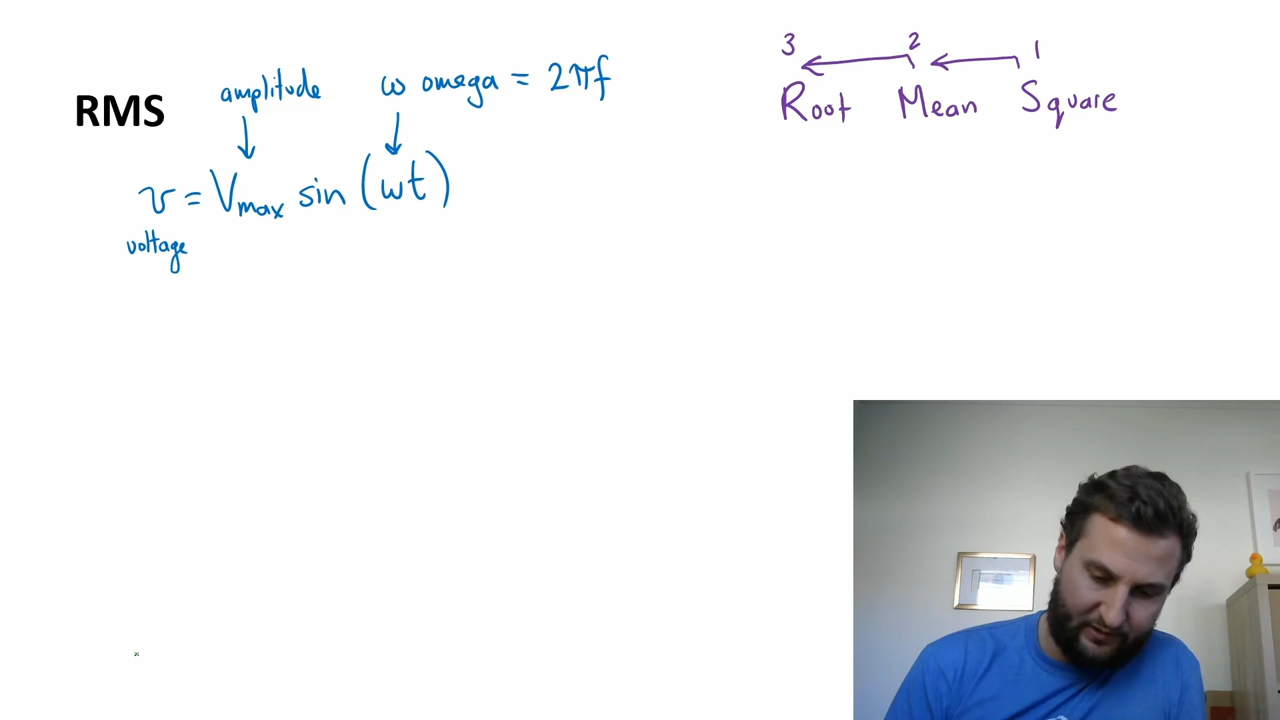 RMS
amplitude
ω omega = 2πf
v = Vmax sin (ωt)
voltage
3 2 1
Root Mean Square